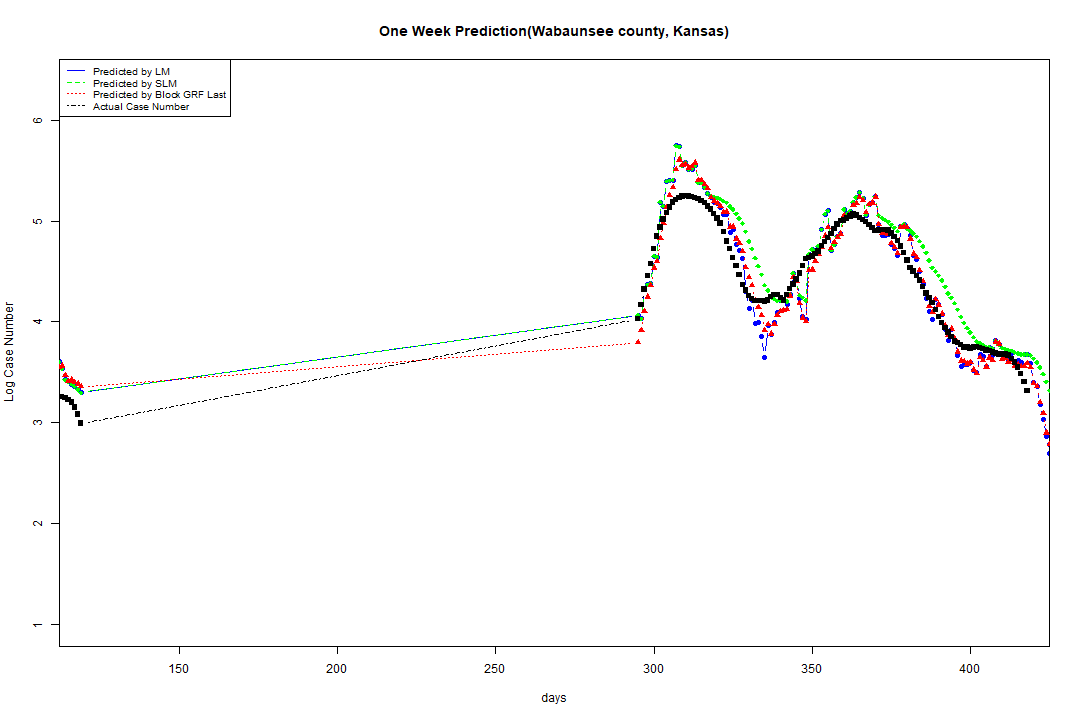 One Week Prediction(Wabaunsee county, Kansas)
Predicted by LM
Predicted by SLM
Predicted by Block GRF Last
Actual Case Number
6
5
4
3
2
1
Log Case Number
150 200 250 300 350 400
days